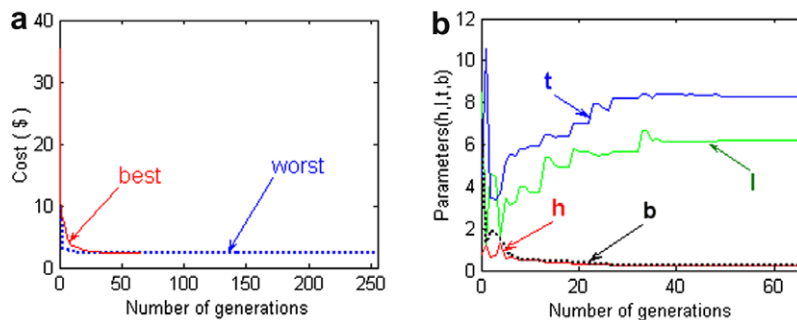 a
40
30
20
10
0
Cost ( $ )
best
worst
0 50 100 150 200 250
Number of generations
b
12
10
8
6
4
2
0
Parameters(h,l,t,b)
t
l
h
b
0 20 40 60
Number of generations